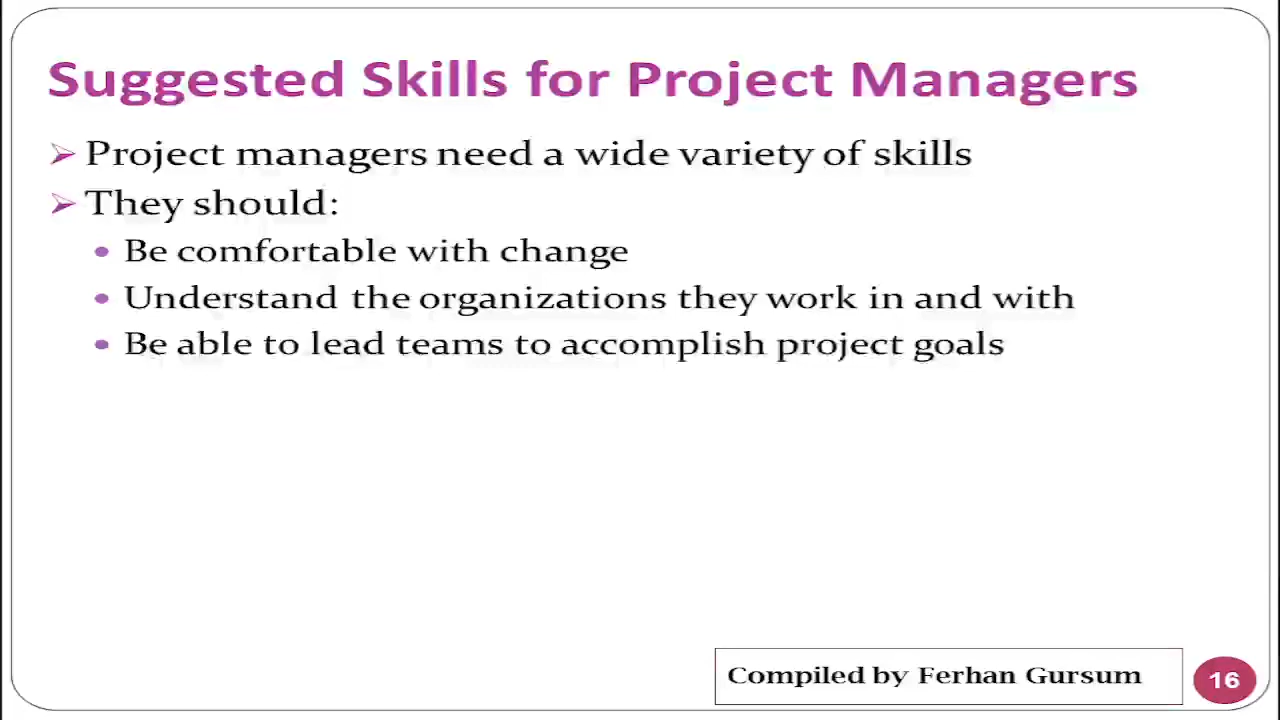 Suggested Skills for Project Managers
Project managers need a wide variety of skills
They should:
Be comfortable with change
Understand the organizations they work in and with
Be able to lead teams to accomplish project goals
Compiled by Ferhan Gursum
16